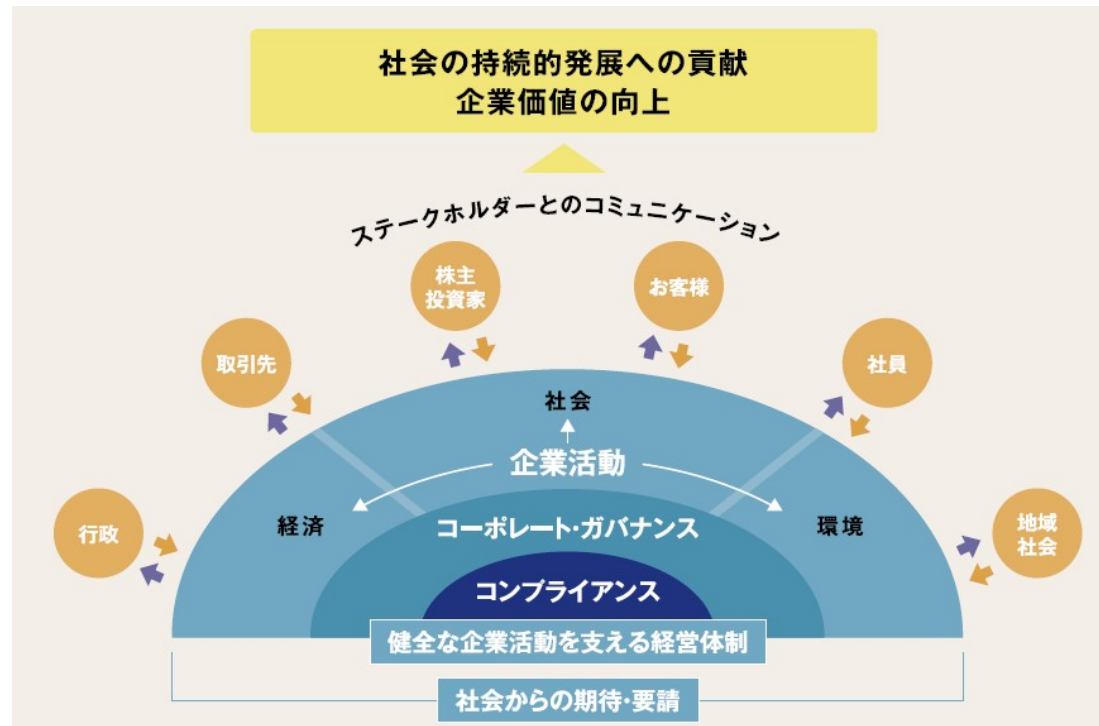 社会の持続的発展への貢献
企業価値の向上
ステークホルダーとのコミュニケーション
株主
投資家
お客様
取引先
社員
行政
地域
社会
社会
企業活動
経済
環境
コーポレート・ガバナンス
コンプライアンス
健全な企業活動を支える経営体制
社会からの期待・要請